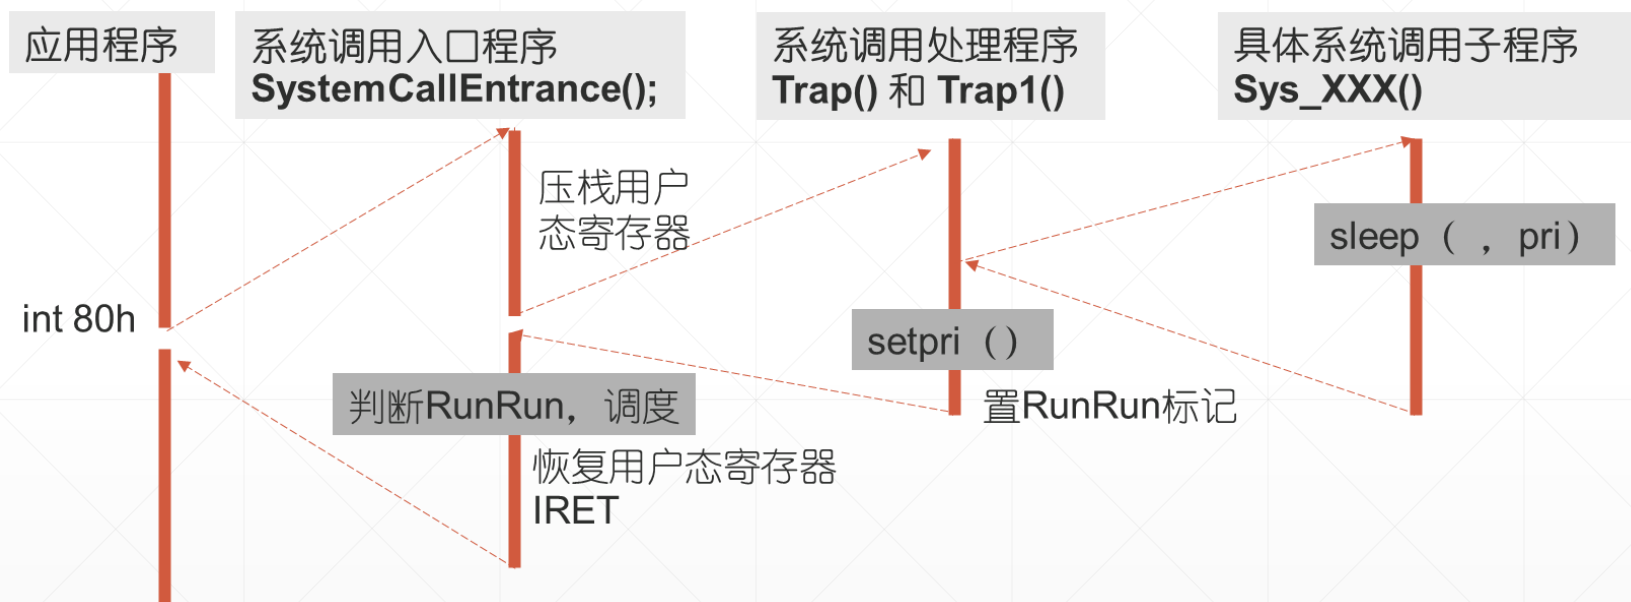 应用程序
系统调用入口程序
SystemCallEntrance();
系统调用处理程序
Trap() 和 Trap1()
具体系统调用子程序
Sys_XXX()
压栈用户
态寄存器
sleep（ ，pri）
int 80h
setpri（）
判断RunRun，调度
置RunRun标记
恢复用户态寄存器
IRET